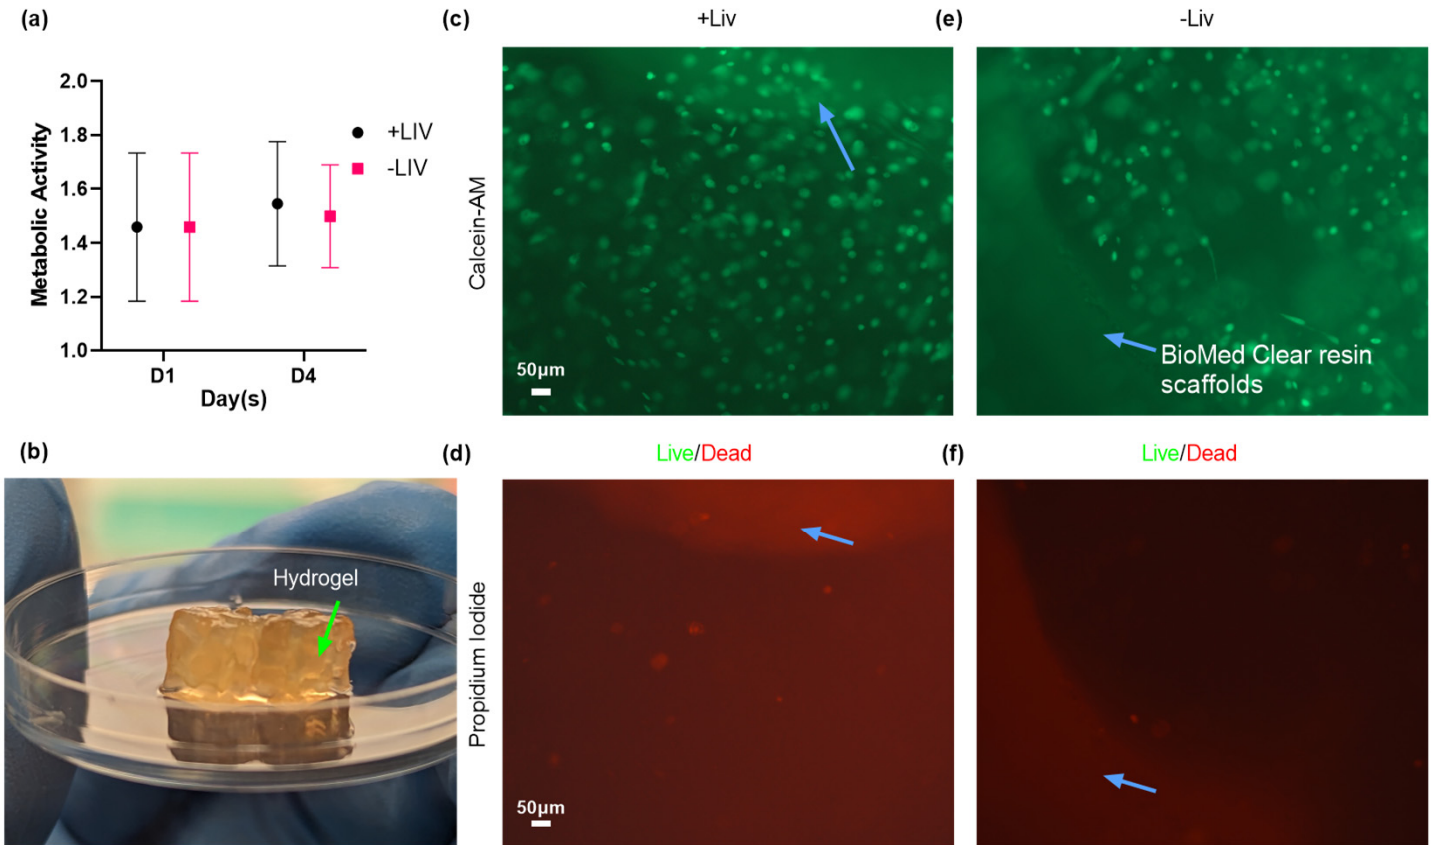 (a)
2.0
1.8
1.6
1.4
1.2
1.0
Metabolic Activity
D1
D4
Day(s)
+LIV
-LIV
(b)
Hydrogel
(c)
+Liv
Calcein-AM
50µm
(e)
-Liv
BioMed Clear resin
scaffolds
(d)
Live/Dead
Propidium Iodide
50µm
(f)
Live/Dead